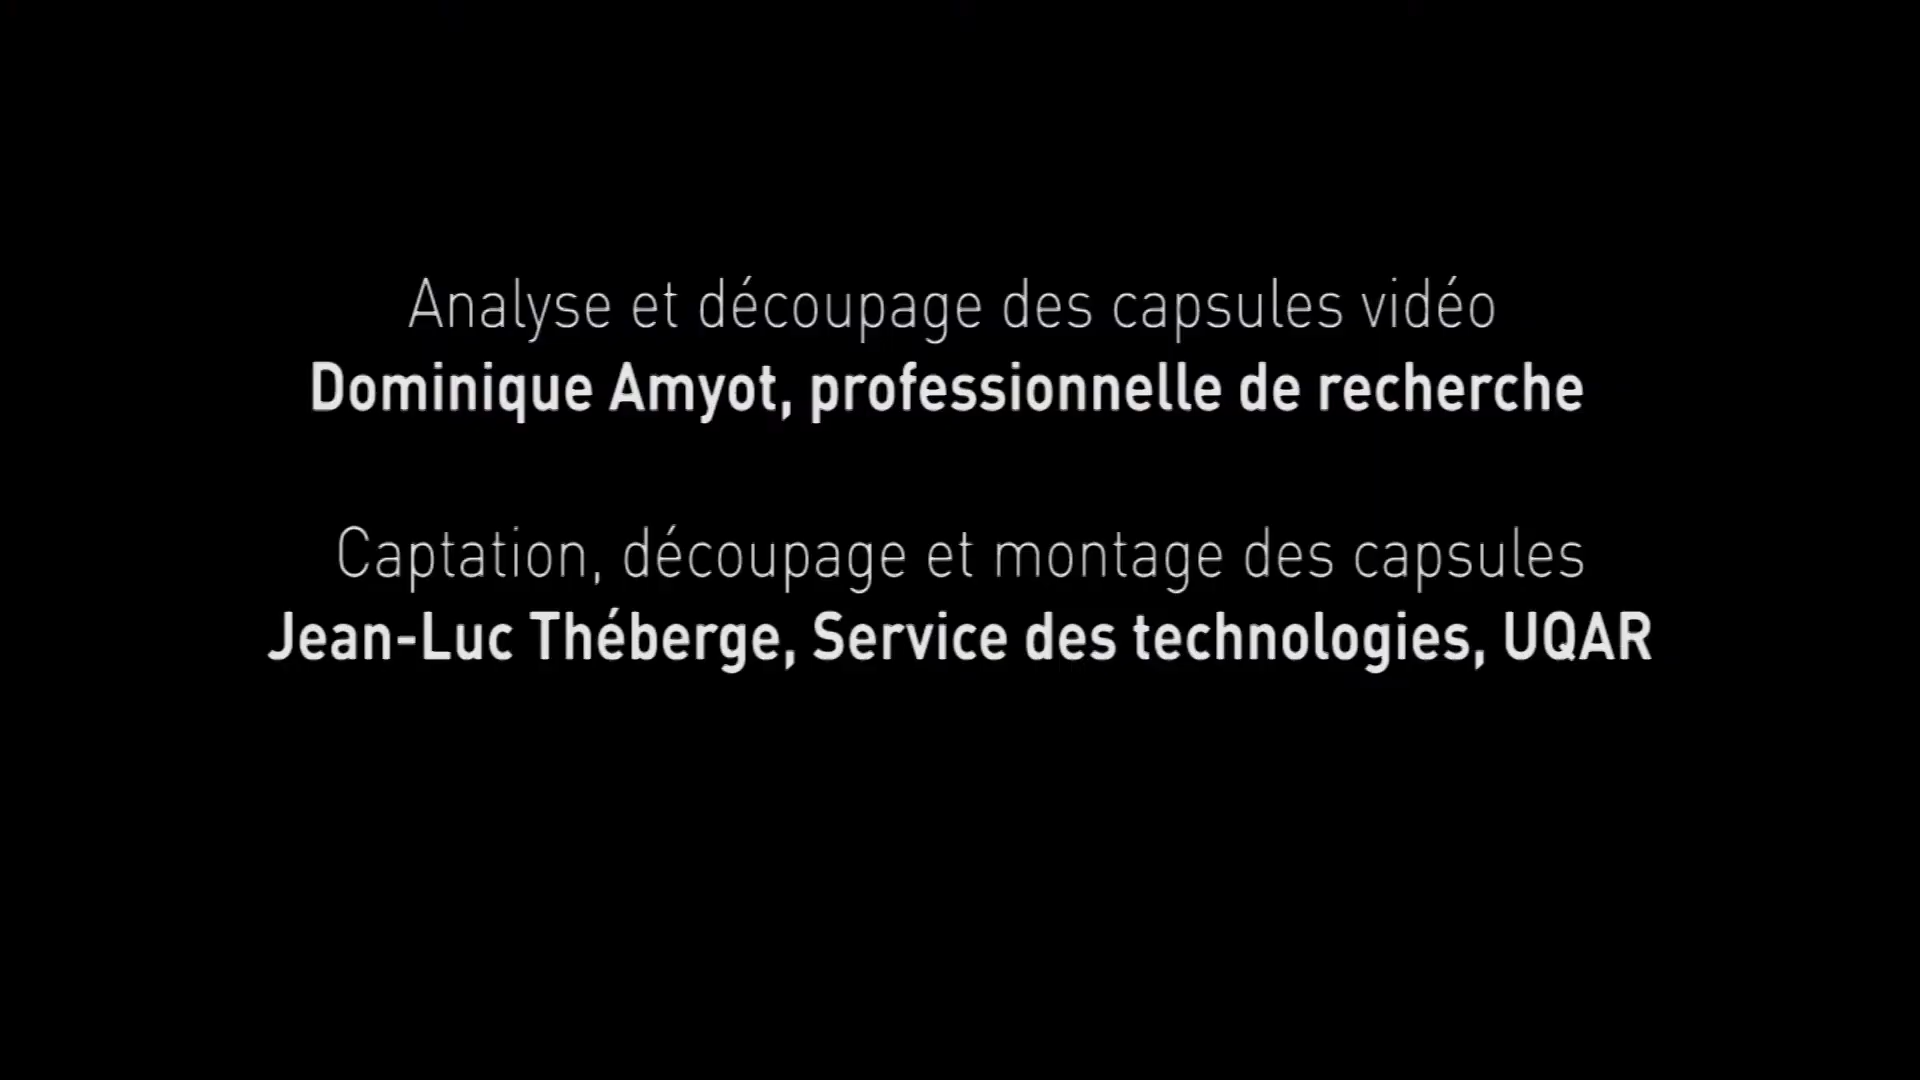 Analyse et découpage des capsules vidéo
Dominique Amyot, professionnelle de recherche
Captation, découpage et montage des capsules
Jean-Luc Théberge, Service des technologies, UQAR